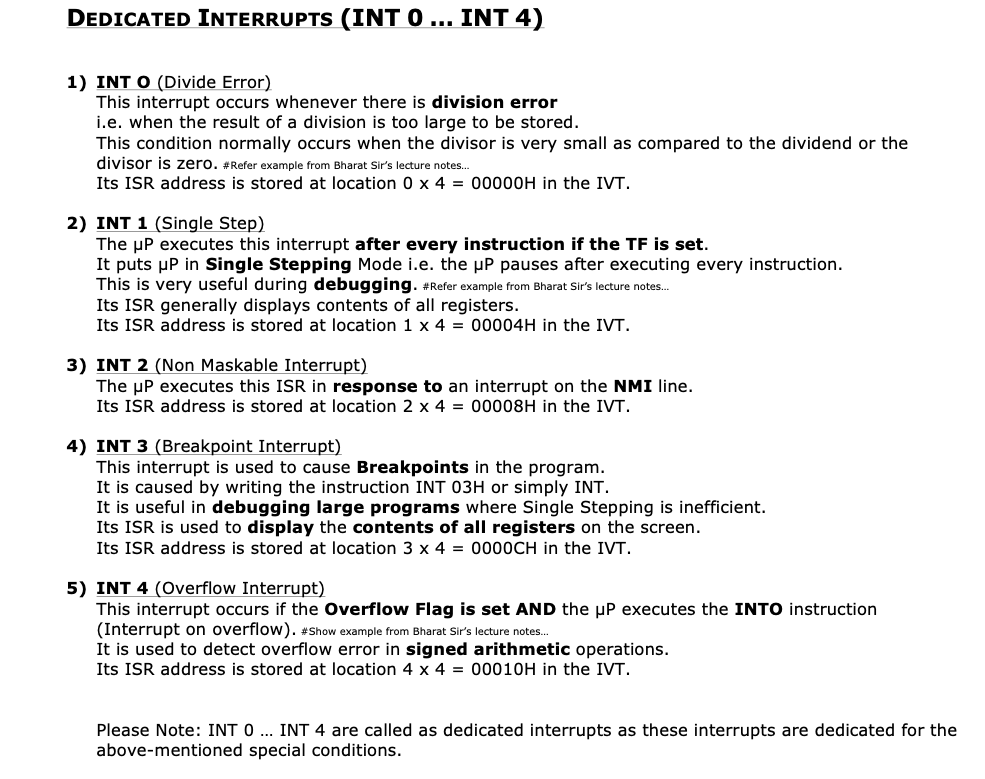 DEDICATED INTERRUPTS (INT 0 ... INT 4)
1) INT O (Divide Error)
This interrupt occurs whenever there is division error
i.e. when the result of a division is too large to be stored.
This condition normally occurs when the divisor is very small as compared to the dividend or the
divisor is zero. #Refer example from Bharat Sir's lecture notes...
Its ISR address is stored at location 0 x 4 = 00000H in the IVT.
2) INT 1 (Single Step)
The µP executes this interrupt after every instruction if the TF is set.
It puts µP in Single Stepping Mode i.e. the µP pauses after executing every instruction.
This is very useful during debugging. #Refer example from Bharat Sir's lecture notes...
Its ISR generally displays contents of all registers.
Its ISR address is stored at location 1 x 4 = 00004H in the IVT.
3) INT 2 (Non Maskable Interrupt)
The µP executes this ISR in response to an interrupt on the NMI line.
Its ISR address is stored at location 2 x 4 = 00008H in the IVT.
4) INT 3 (Breakpoint Interrupt)
This interrupt is used to cause Breakpoints in the program.
It is caused by writing the instruction INT 03H or simply INT.
It is useful in debugging large programs where Single Stepping is inefficient.
Its ISR is used to display the contents of all registers on the screen.
Its ISR address is stored at location 3 x 4 = 0000CH in the IVT.
5) INT 4 (Overflow Interrupt)
This interrupt occurs if the Overflow Flag is set AND the µP executes the INTO instruction
(Interrupt on overflow). #Show example from Bharat Sir's lecture notes...
It is used to detect overflow error in signed arithmetic operations.
Its ISR address is stored at location 4 x 4 = 00010H in the IVT.
Please Note: INT 0 ... INT 4 are called as dedicated interrupts as these interrupts are dedicated for the
above-mentioned special conditions.